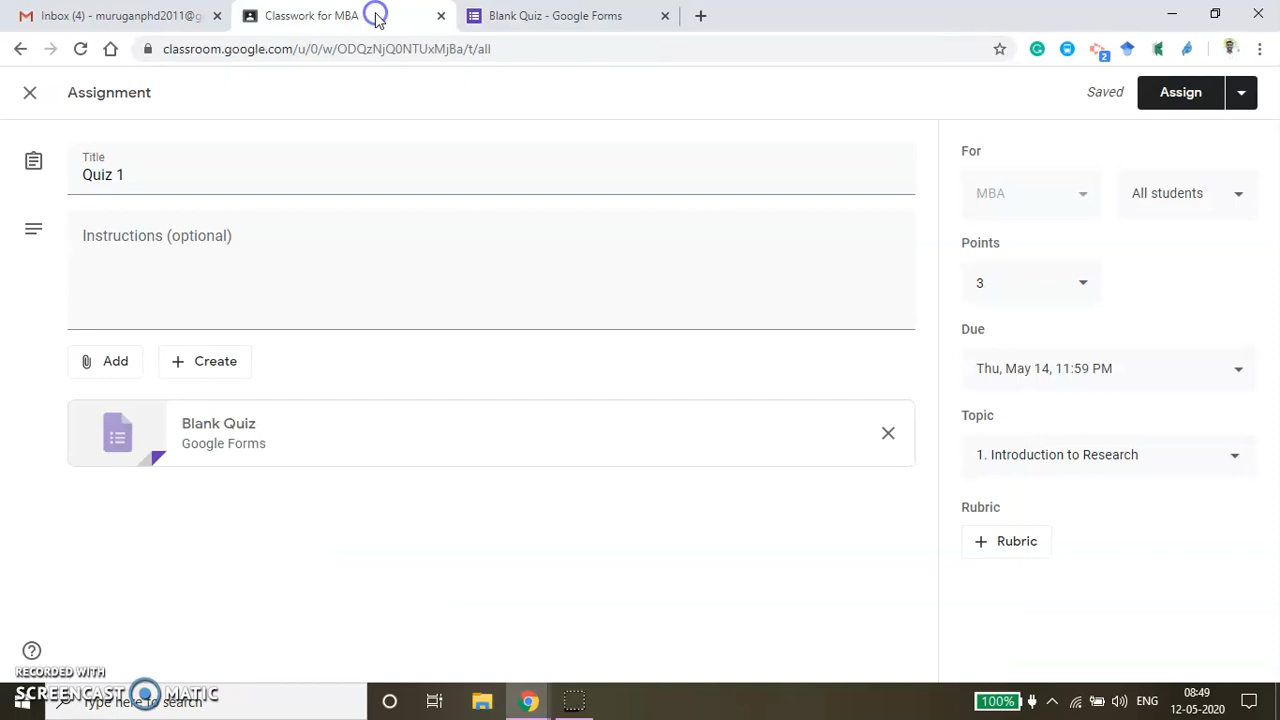 Inbox (4) - muruganphd2011@g
Classwork for MBA
Blank Quiz - Google Forms
classroom.google.com/u/0/w/ODQzNjQ0NTUxMjBa/t/all
2
Assignment
Saved
Assign
Title
Quiz 1
Instructions (optional)
Add
Create
Blank Quiz
Google Forms
For
MBA
All students
Points
3
Due
Thu, May 14, 11:59 PM
Topic
1. Introduction to Research
Rubric
Rubric
RECORDED WITH
SCREENCAST MATIC
Type here to search
100%
ENG
08:49
12-05-2020